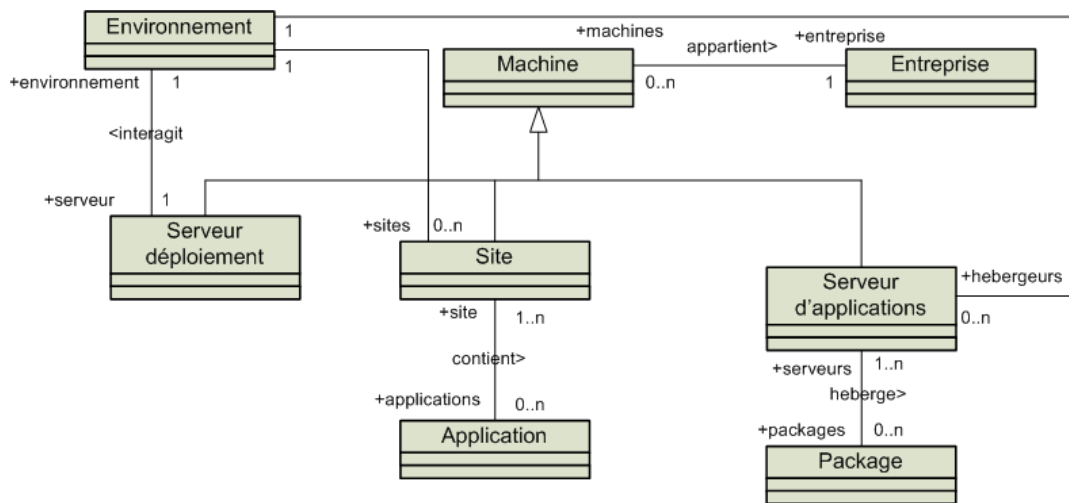 Environnement
1
1
+environnement
1
<interagit
+serveur
1
Serveur
déploiement
+machines
Machine
0..n
appartient>
+entreprise
1
Entreprise
+sites
0..n
Site
+site
1..n
contient>
+applications
0..n
Application
Serveur
d'applications
+hebergeurs
0..n
+serveurs
1..n
heberge>
+packages
0..n
Package